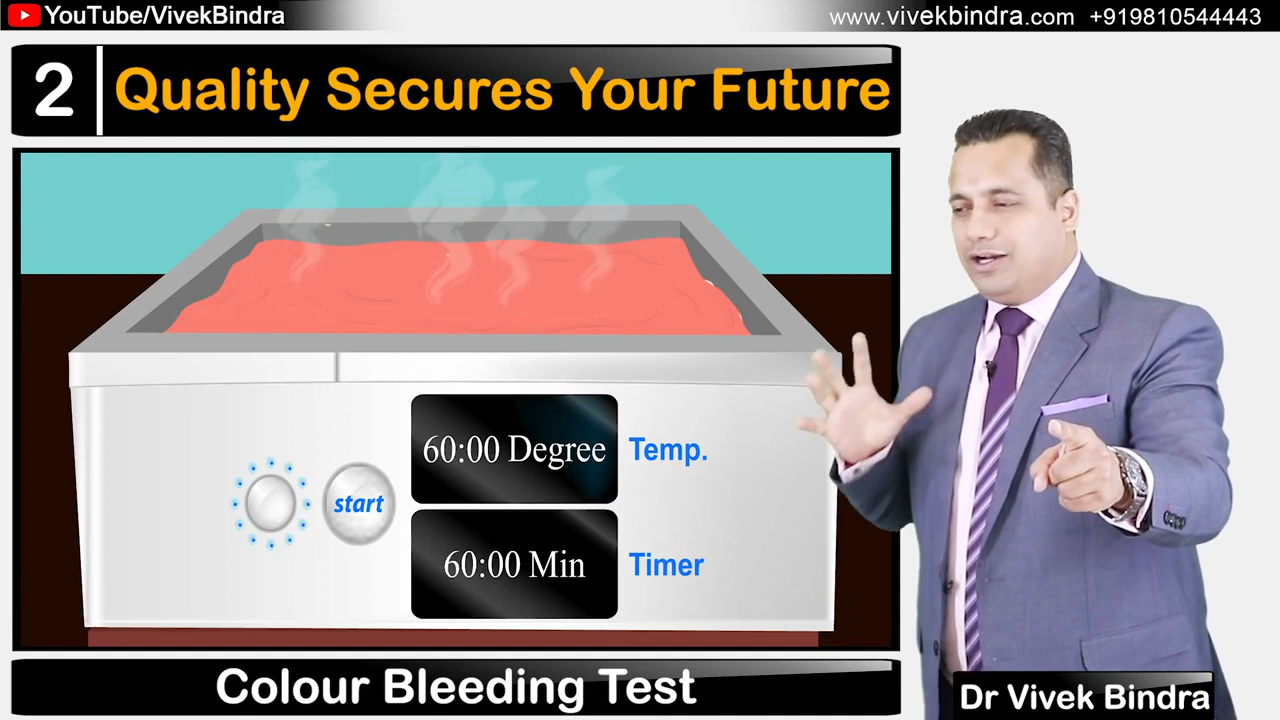 YouTube/VivekBindra
www.vivekbindra.com +919810544443
2 Quality Secures Your Future
60:00 Degree Temp.
start
60:00 Min Timer
Colour Bleeding Test
Dr Vivek Bindra